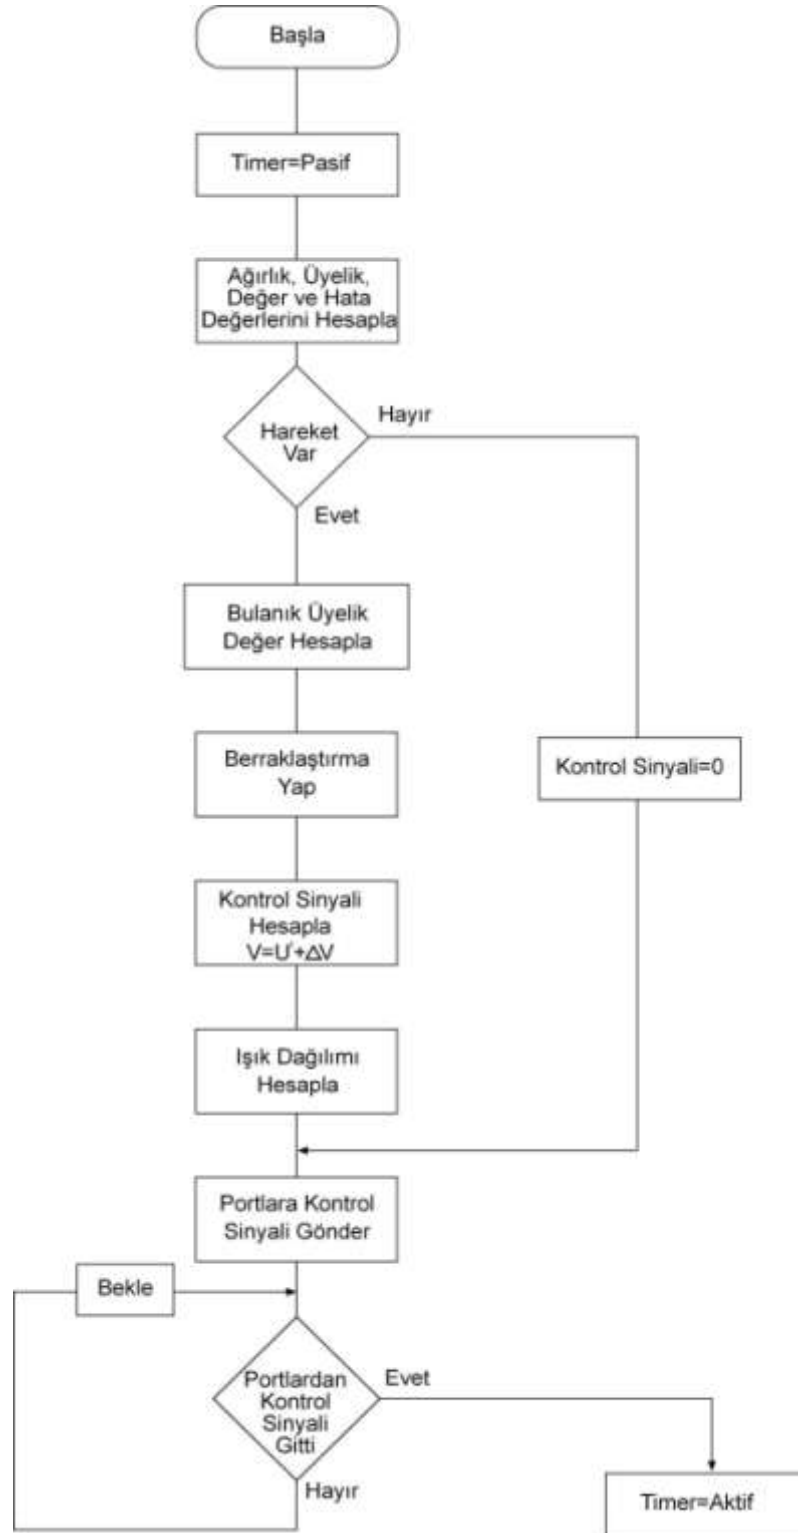 Başla
Timer=Pasif
Ağırlık, Üyelik,
Değer ve Hata
Değerlerini Hesapla
Hareket
Var
Hayır
Evet
Bulanık Üyelik
Değer Hesapla
Berraklaştırma
Yap
Kontrol Sinyali=0
Kontrol Sinyali
Hesapla
V=U'+ΔV
Işık Dağılımı
Hesapla
Portlara Kontrol
Sinyali Gönder
Bekle
Portlardan
Kontrol
Sinyali
Gitti
Evet
Hayır
Timer=Aktif